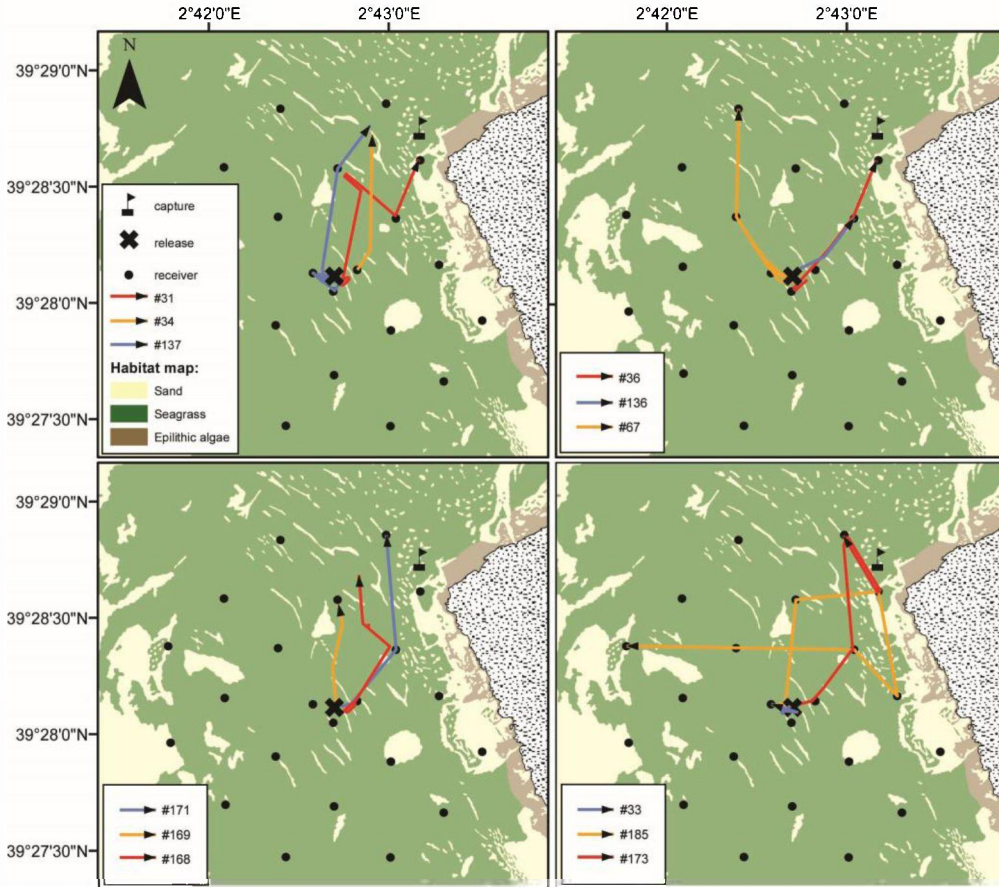 2°42'0"E 2°43'0"E 2°42'0"E 2°43'0"E
N
39°29'0"N
39°28'30"N
39°28'0"N
39°27'30"N
capture
release
receiver
#31
#34
#137
Habitat map:
Sand
Seagrass
Epilithic algae
#36
#136
#67
39°29'0"N
39°28'30"N
39°28'0"N
39°27'30"N
#171
#169
#168
#33
#185
#173